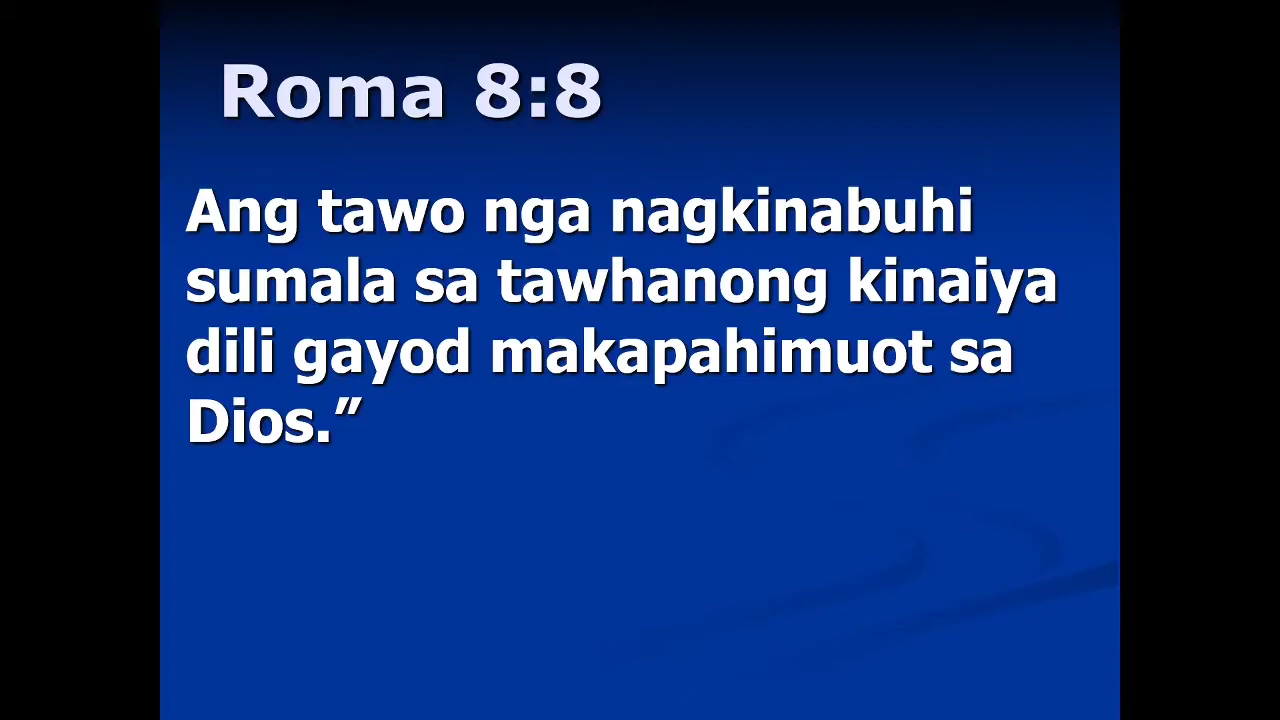 Roma 8:8
Ang tawo nga nagkinabuhi
sumala sa tawhanong kinaiya
dili gayod makapahimuot sa
Dios.”